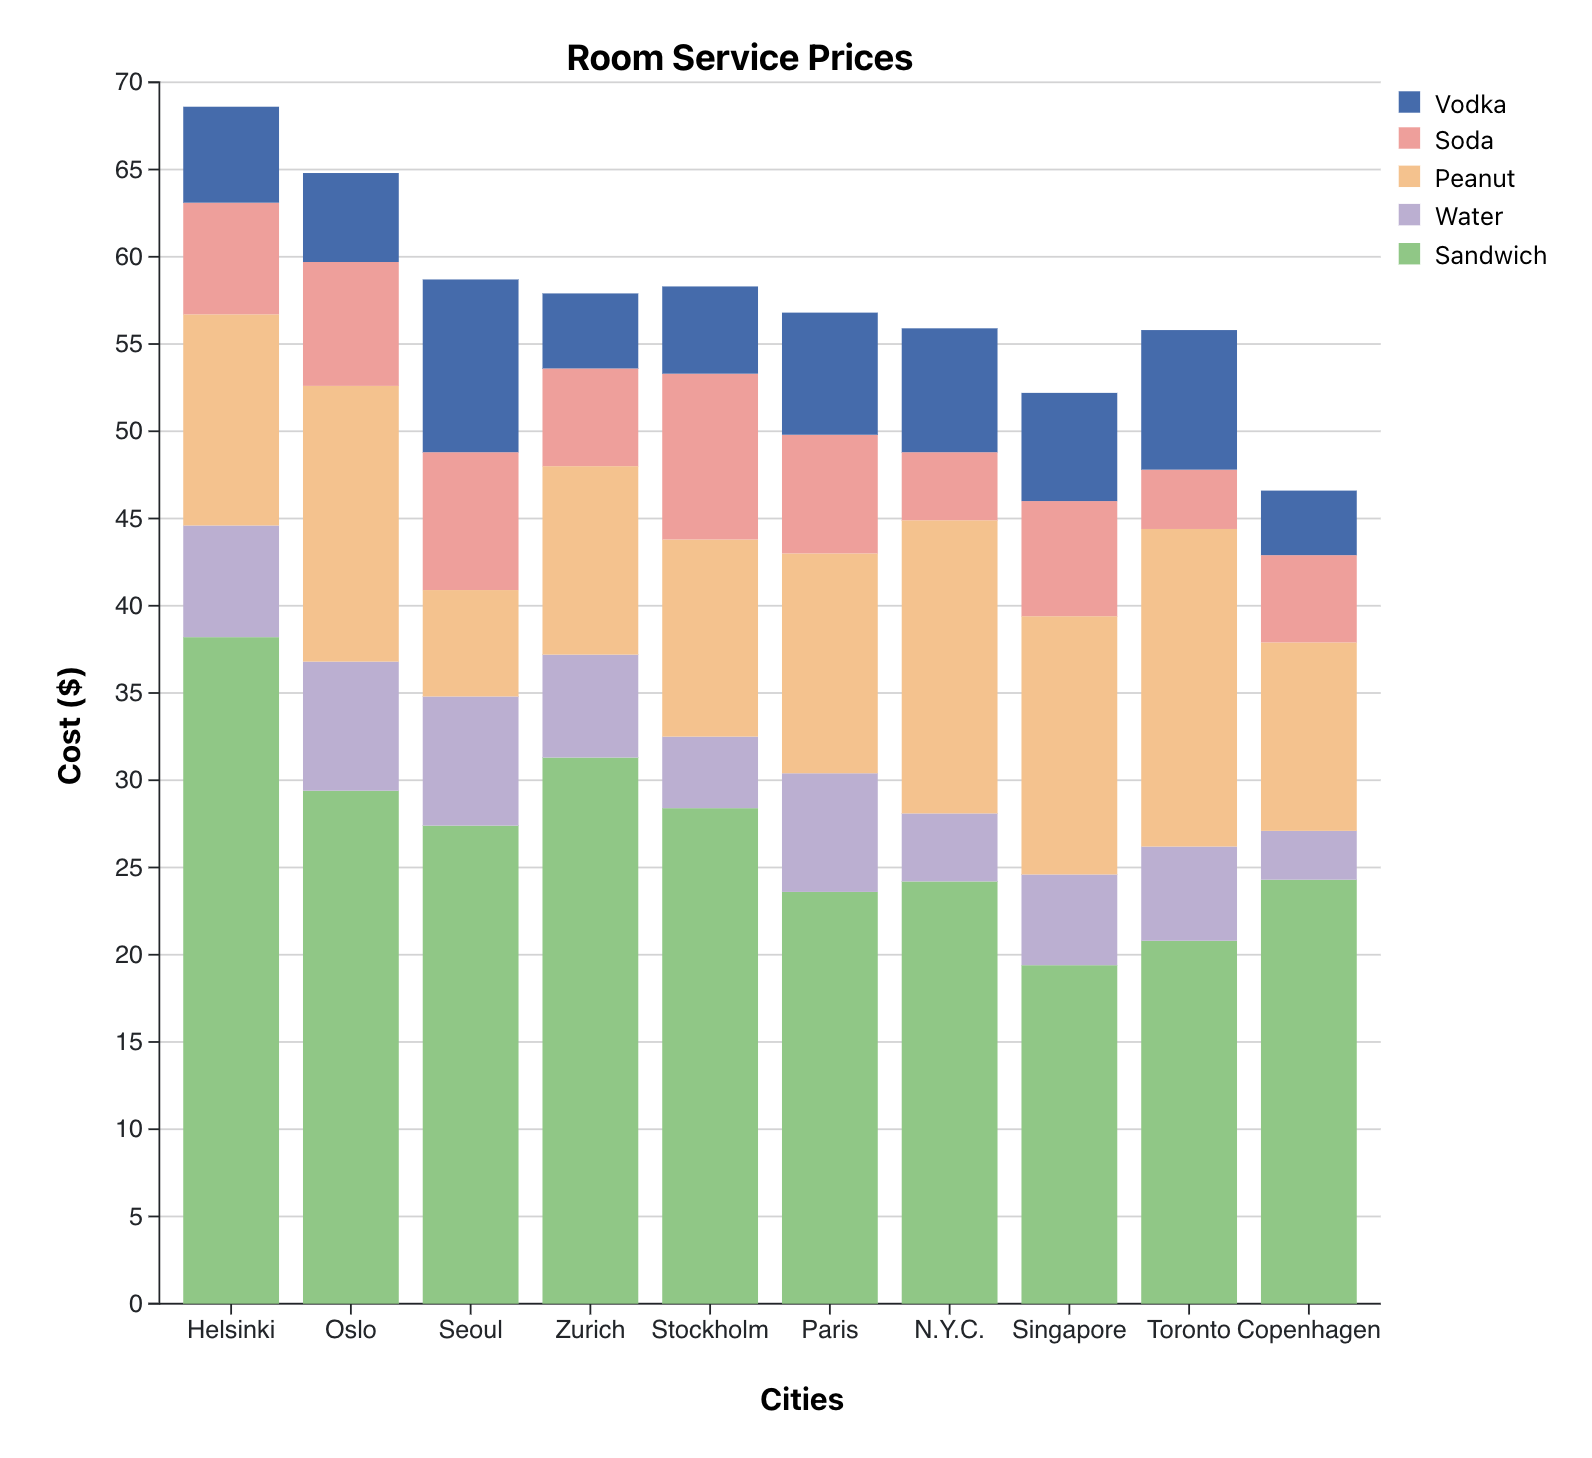 Room Service Prices
70
65
60
55
50
45
40
35
30
25
20
15
10
5
0
Cost ($)
Helsinki Oslo Seoul Zurich Stockholm Paris N.Y.C. Singapore Toronto Copenhagen
Cities
Vodka
Soda
Peanut
Water
Sandwich